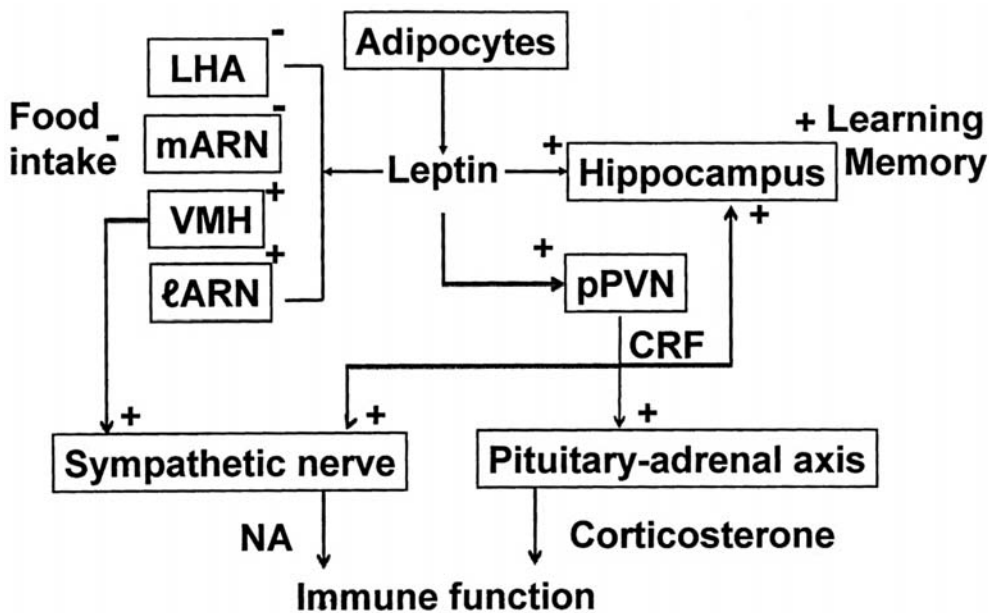 Adipocytes
-
LHA
-
mARN
+
VMH
+
ℓARN
Food
intake
-
Leptin
+
Hippocampus
+ Learning
Memory
+
+
pPVN
CRF
+
+
+
Sympathetic nerve
Pituitary-adrenal axis
NA
Corticosterone
Immune function